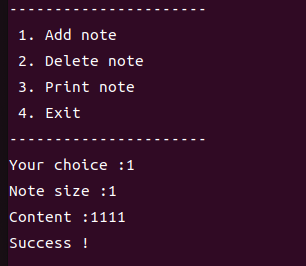 ----------------------
1. Add note
2. Delete note
3. Print note
4. Exit
----------------------
Your choice :1
Note size :1
Content :1111
Success !